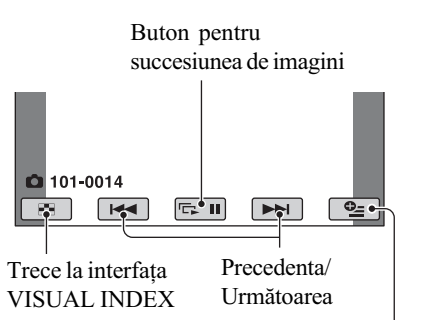 Buton pentru
succesiunea de imagini
101-0014
Trece la interfața
VISUAL INDEX
Precedenta/
Următoarea